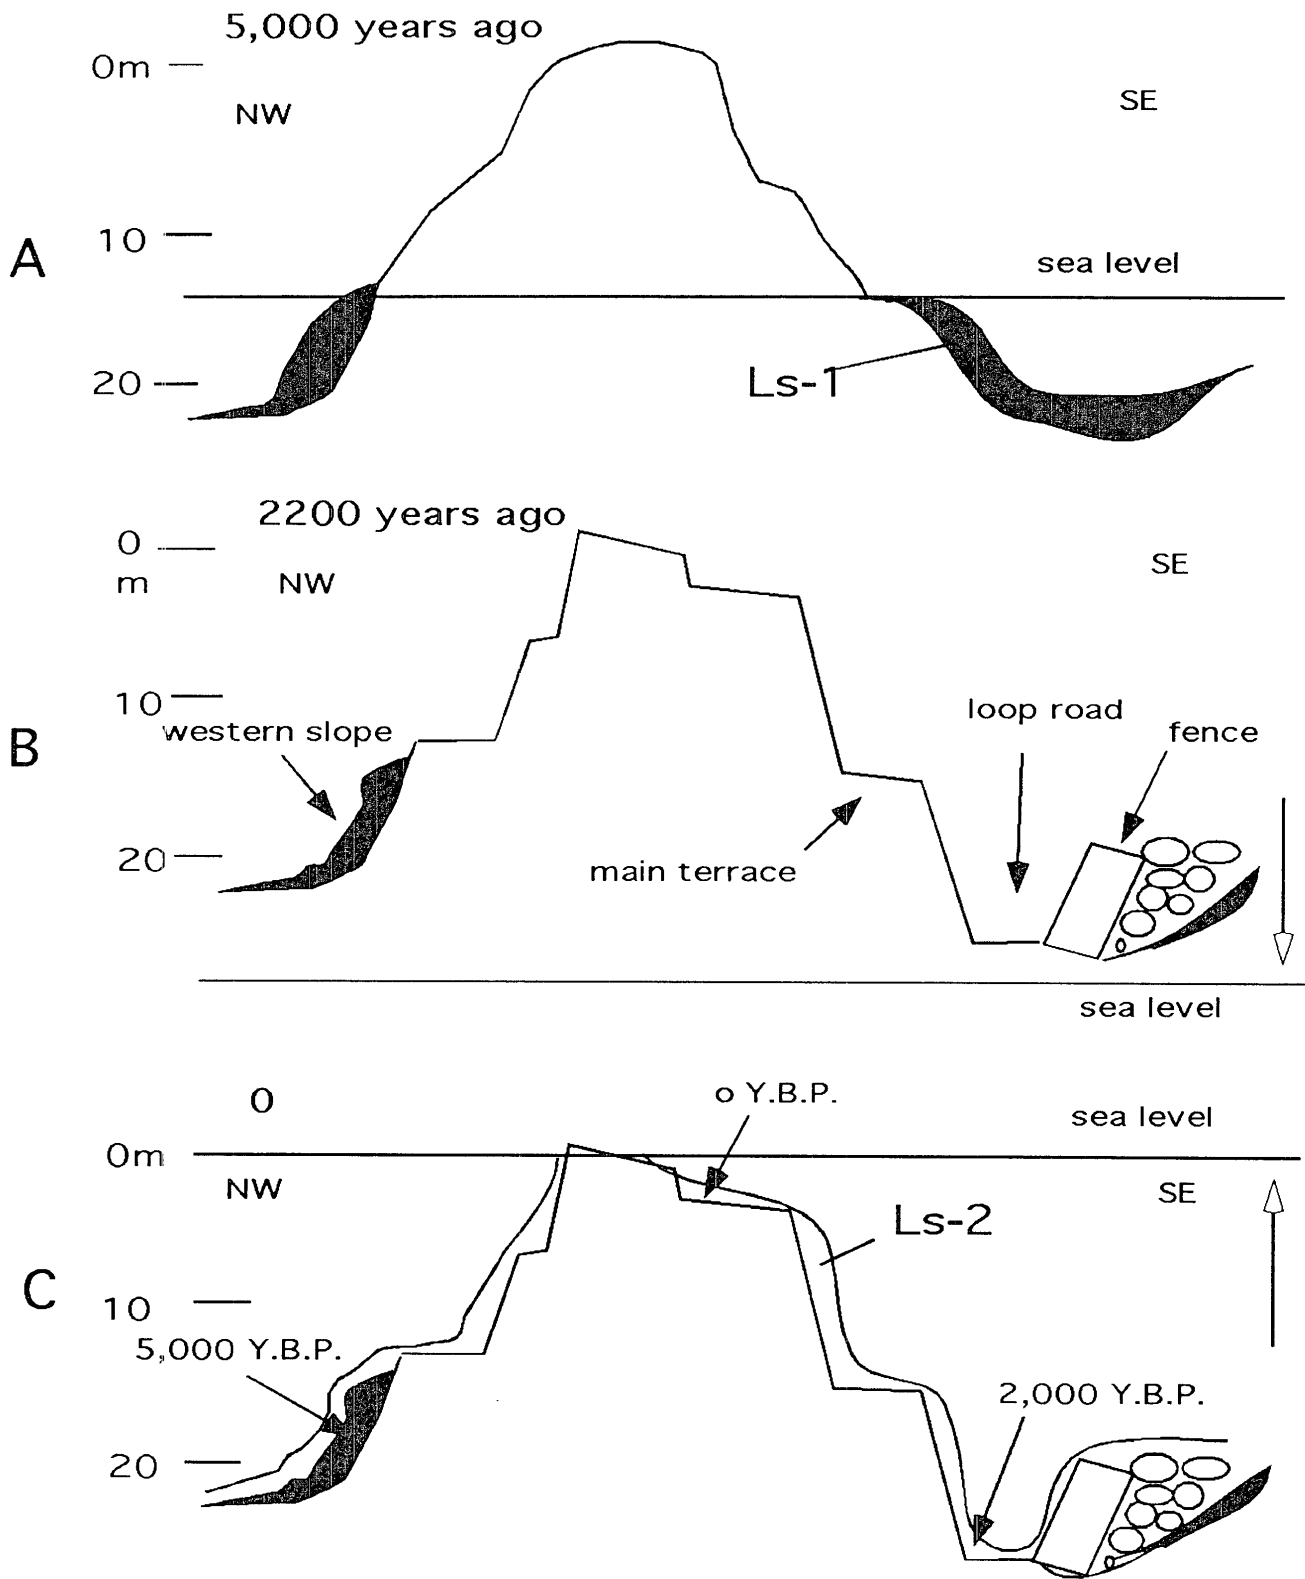 5,000 years ago
0m
NW
SE
10
A
sea level
20
Ls-1
2200 years ago
0
m
NW
SE
10
western slope
loop road
fence
B
20
main terrace
sea level
0
o Y.B.P.
sea level
0m
NW
SE
Ls-2
C
10
5,000 Y.B.P.
2,000 Y.B.P.
20